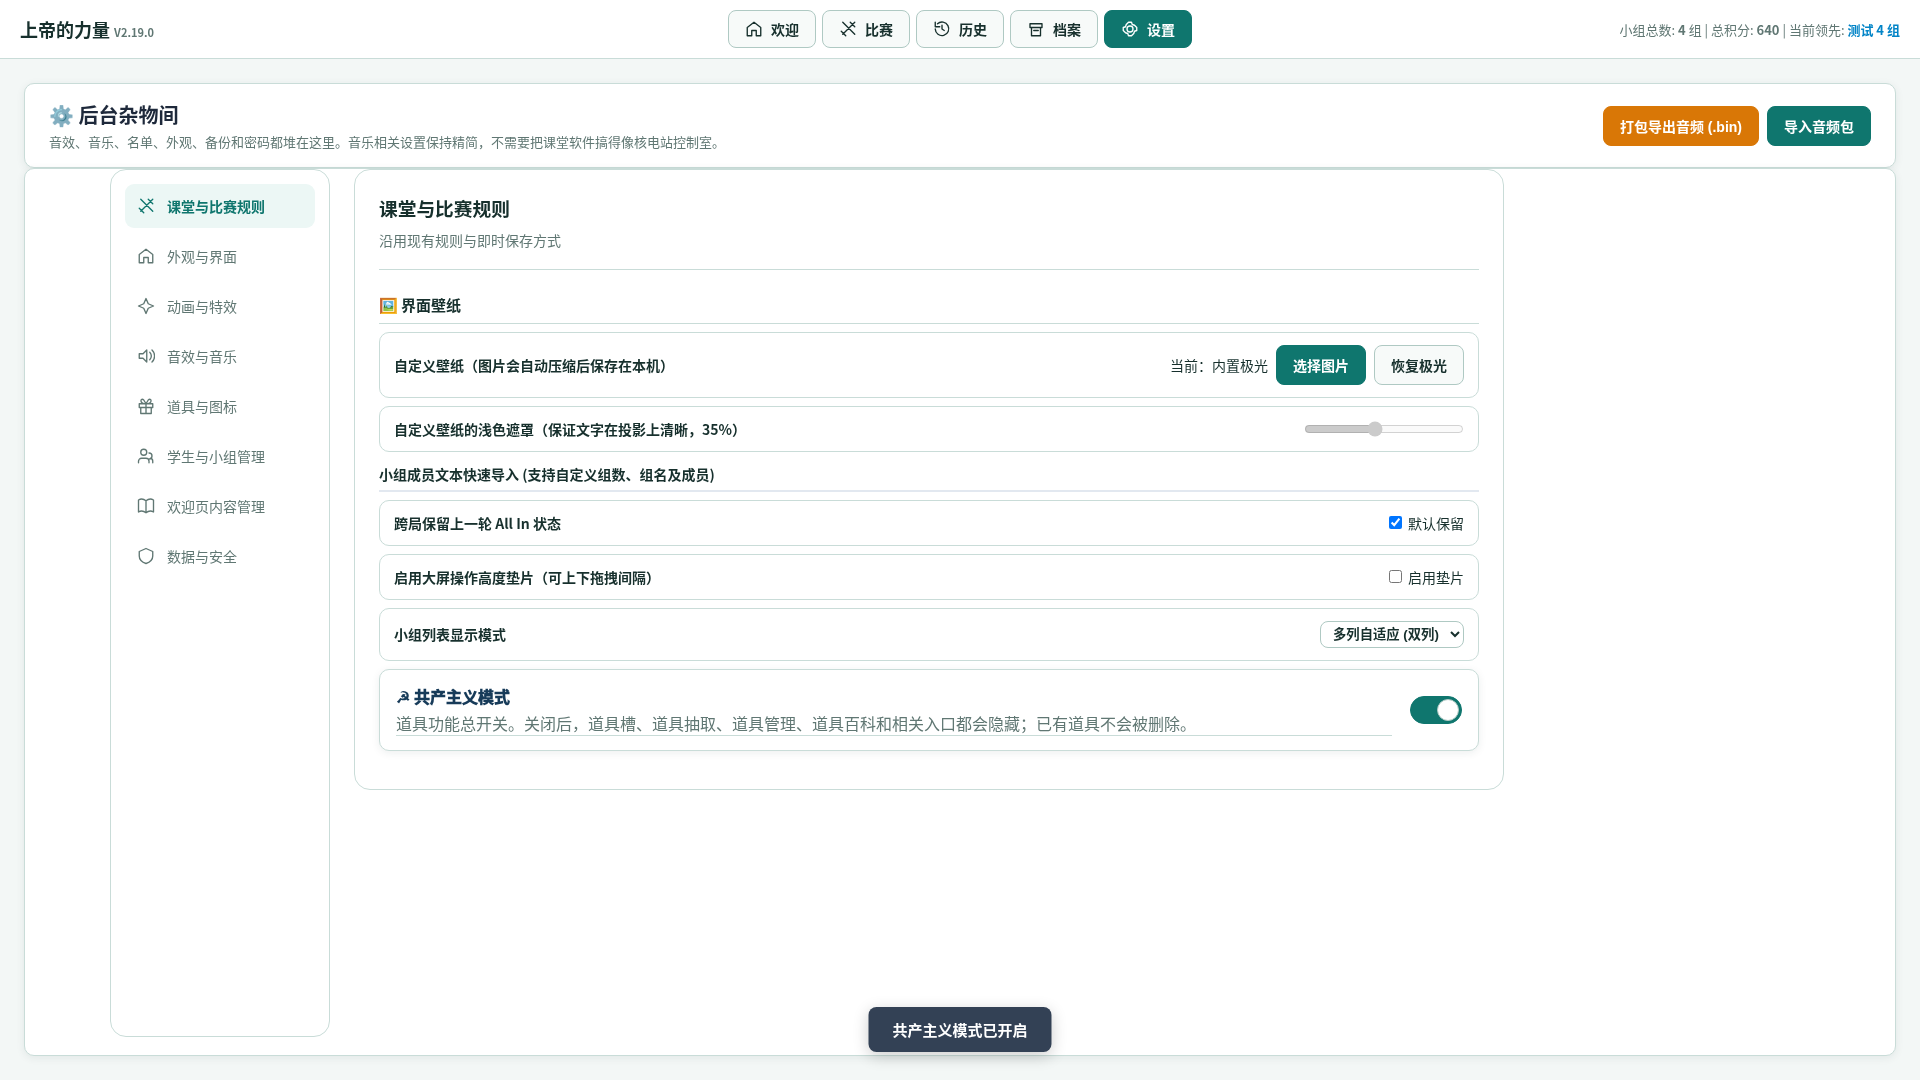 上帝的力量 V2.19.0
欢迎
比赛
历史
档案
设置
小组总数: 4 组 | 总积分: 640 | 当前领先: 测试 4 组
⚙️ 后台杂物间
音效、音乐、名单、外观、备份和密码都堆在这里。音乐相关设置保持精简，不需要把课堂软件搞得像核电站控制室。
打包导出音频 (.bin)
导入音频包
课堂与比赛规则
外观与界面
动画与特效
音效与音乐
道具与图标
学生与小组管理
欢迎页内容管理
数据与安全
课堂与比赛规则
沿用现有规则与即时保存方式
🖼️ 界面壁纸
自定义壁纸（图片会自动压缩后保存在本机）
当前：内置极光
选择图片
恢复极光
自定义壁纸的浅色遮罩（保证文字在投影上清晰，35%）
小组成员文本快速导入 (支持自定义组数、组名及成员)
跨局保留上一轮 All In 状态
默认保留
启用大屏操作高度垫片（可上下拖拽间隔）
启用垫片
小组列表显示模式
多列自适应 (双列)
☭ 共产主义模式
道具功能总开关。关闭后，道具槽、道具抽取、道具管理、道具百科和相关入口都会隐藏；已有道具不会被删除。
共产主义模式已开启